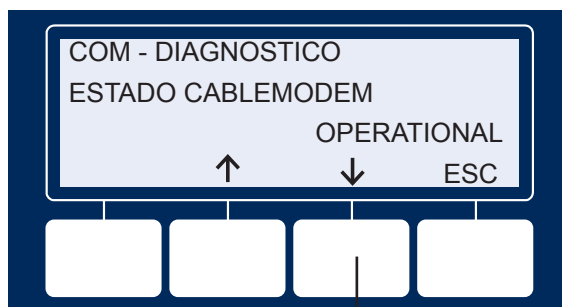 COM - DIAGNOSTICO
ESTADO CABLEMODEM
OPERATIONAL
↑ ↓ ESC